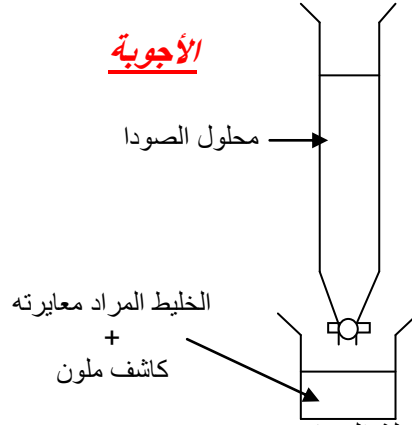 الأجوبة
محلول الصودا
الخليط المراد معايرته
+
كاشف ملون